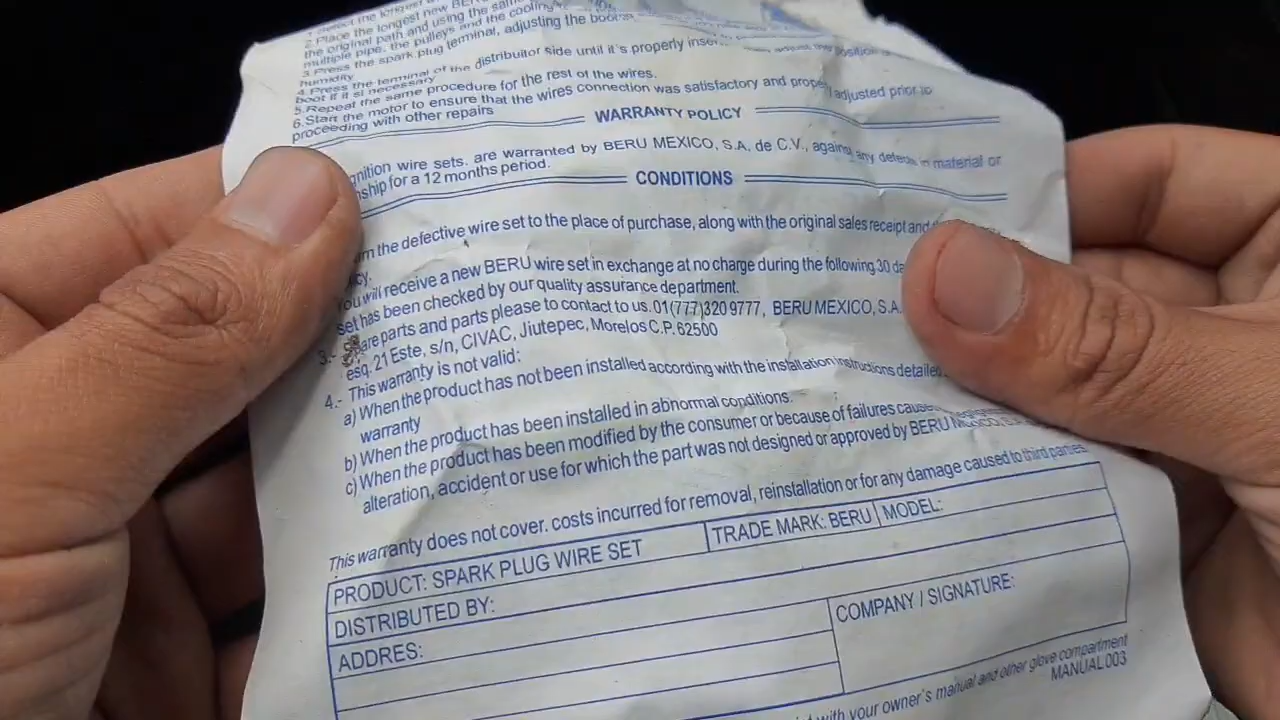 2.Place the longest new
the original path and using the
multiple pipe, the pulleys and the cooling
3.Press the spark plug terminal, adjusting the boots
humidity
4.Press the terminal of the distribuitor side until it's properly
boot if it si necessary
5.Repeat the same procedure for the rest of the wires.
6.Start the motor to ensure that the wires connection was satisfactory and adjusted prior to
proceeding with other repairs
WARRANTY POLICY
gnition wire sets. are warranted by BERU MEXICO, S.A. de C.V., against any defects in material or
nship for a 12 months period.
CONDITIONS
the defective wire set to the place of purchase, along with the original sales receipt and
icy.
You will receive a new BERU wire set in exchange at no charge during the following 30 da
set has been checked by our quality assurance department.
3.- Spare parts and parts please to contact to us. 01(777)320 9777, BERU MEXICO, S.A.
esq. 21 Este, s/n, CIVAC, Jiutepec, Morelos C.P. 62500
4.- This warranty is not valid:
a) When the product has not been installed according with the installation instructions detailed
warranty
b) When the product has been installed in abnormal conditions.
c) When the product has been modified by the consumer or because of failures caused
alteration, accident or use for which the part was not designed or approved by BERU MEXICO, S.A.
This warranty does not cover. costs incurred for removal, reinstallation or for any damage caused to third parties
PRODUCT: SPARK PLUG WIRE SET
TRADE MARK: BERU
MODEL:
DISTRIBUTED BY:
ADDRES:
COMPANY / SIGNATURE:
with your owner's manual and other glove compartment
MANUAL 003